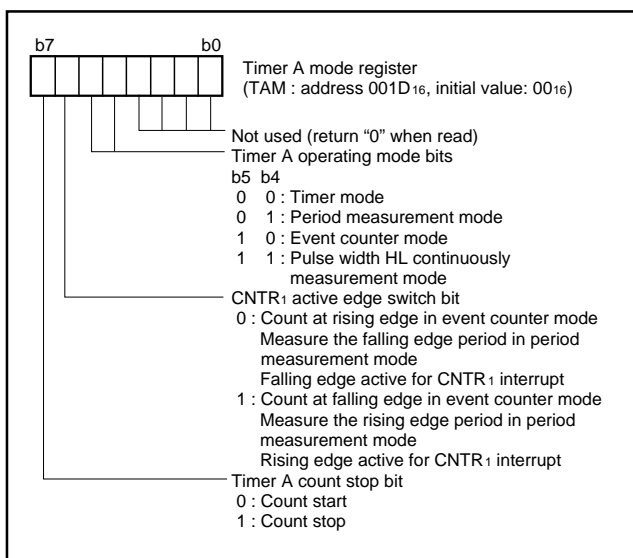 b7 b0
Timer A mode register
(TAM : address 001D16, initial value: 0016)
Not used (return “0” when read)
Timer A operating mode bits
b5 b4
0 0 : Timer mode
0 1 : Period measurement mode
1 0 : Event counter mode
1 1 : Pulse width HL continuously
measurement mode
CNTR1 active edge switch bit
0 : Count at rising edge in event counter mode
Measure the falling edge period in period
measurement mode
Falling edge active for CNTR1 interrupt
1 : Count at falling edge in event counter mode
Measure the rising edge period in period
measurement mode
Rising edge active for CNTR1 interrupt
Timer A count stop bit
0 : Count start
1 : Count stop